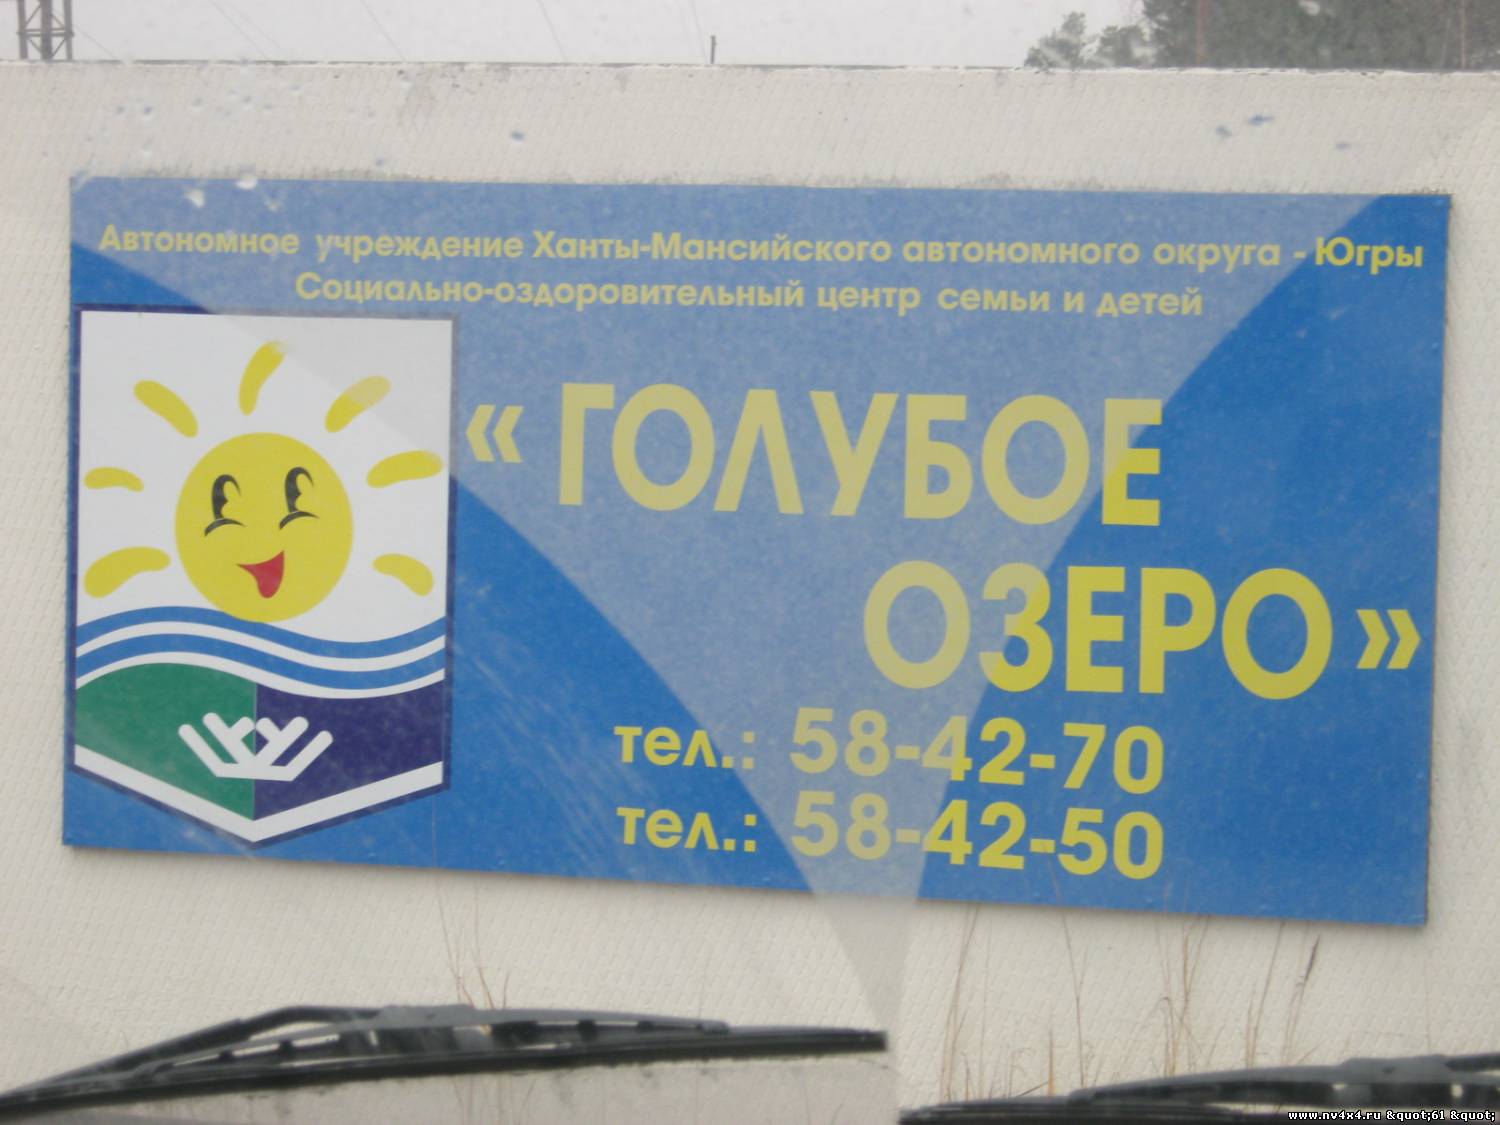 Автономное учреждение Ханты-Мансийского автономного округа - Югры
Социально-оздоровительный центр семьи и детей
«ГОЛУБОЕ
ОЗЕРО»
тел.: 58-42-70
тел.: 58-42-50
www.nv4x4.ru &quot;61 &quot;